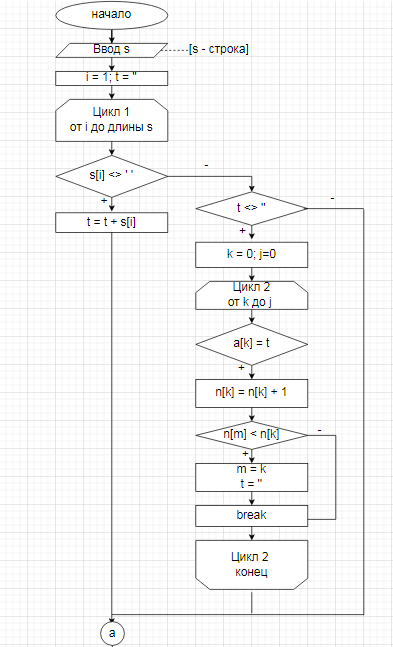 начало
Ввод s
[s - строка]
i = 1; t = ''
Цикл 1
от i до длины s
s[i] <> ' '
-
+
t = t + s[i]
t <> ''
-
+
k = 0; j=0
Цикл 2
от k до j
a[k] = t
+
n[k] = n[k] + 1
n[m] < n[k]
-
+
m = k
t = ''
break
Цикл 2
конец
a